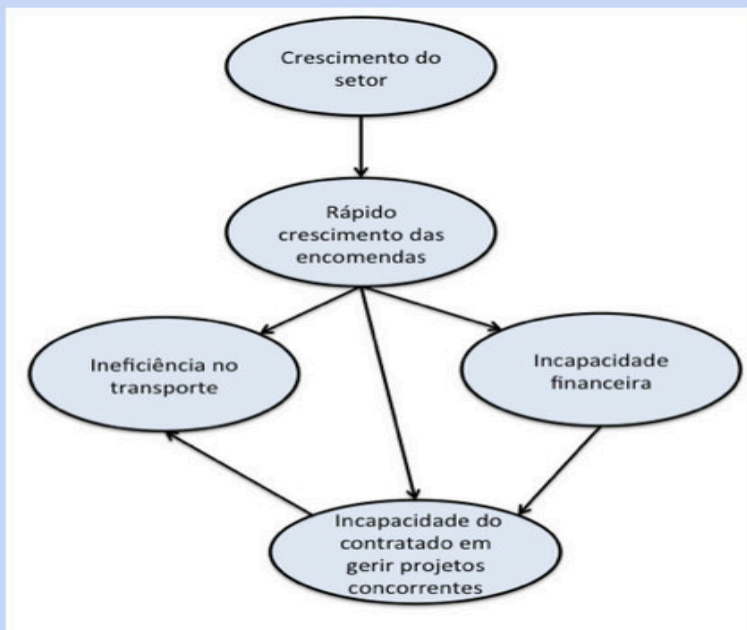 Crescimento do
setor
Rápido
crescimento das
encomendas
Ineficiência no
transporte
Incapacidade
financeira
Incapacidade do
contratado em
gerir projetos
concorrentes